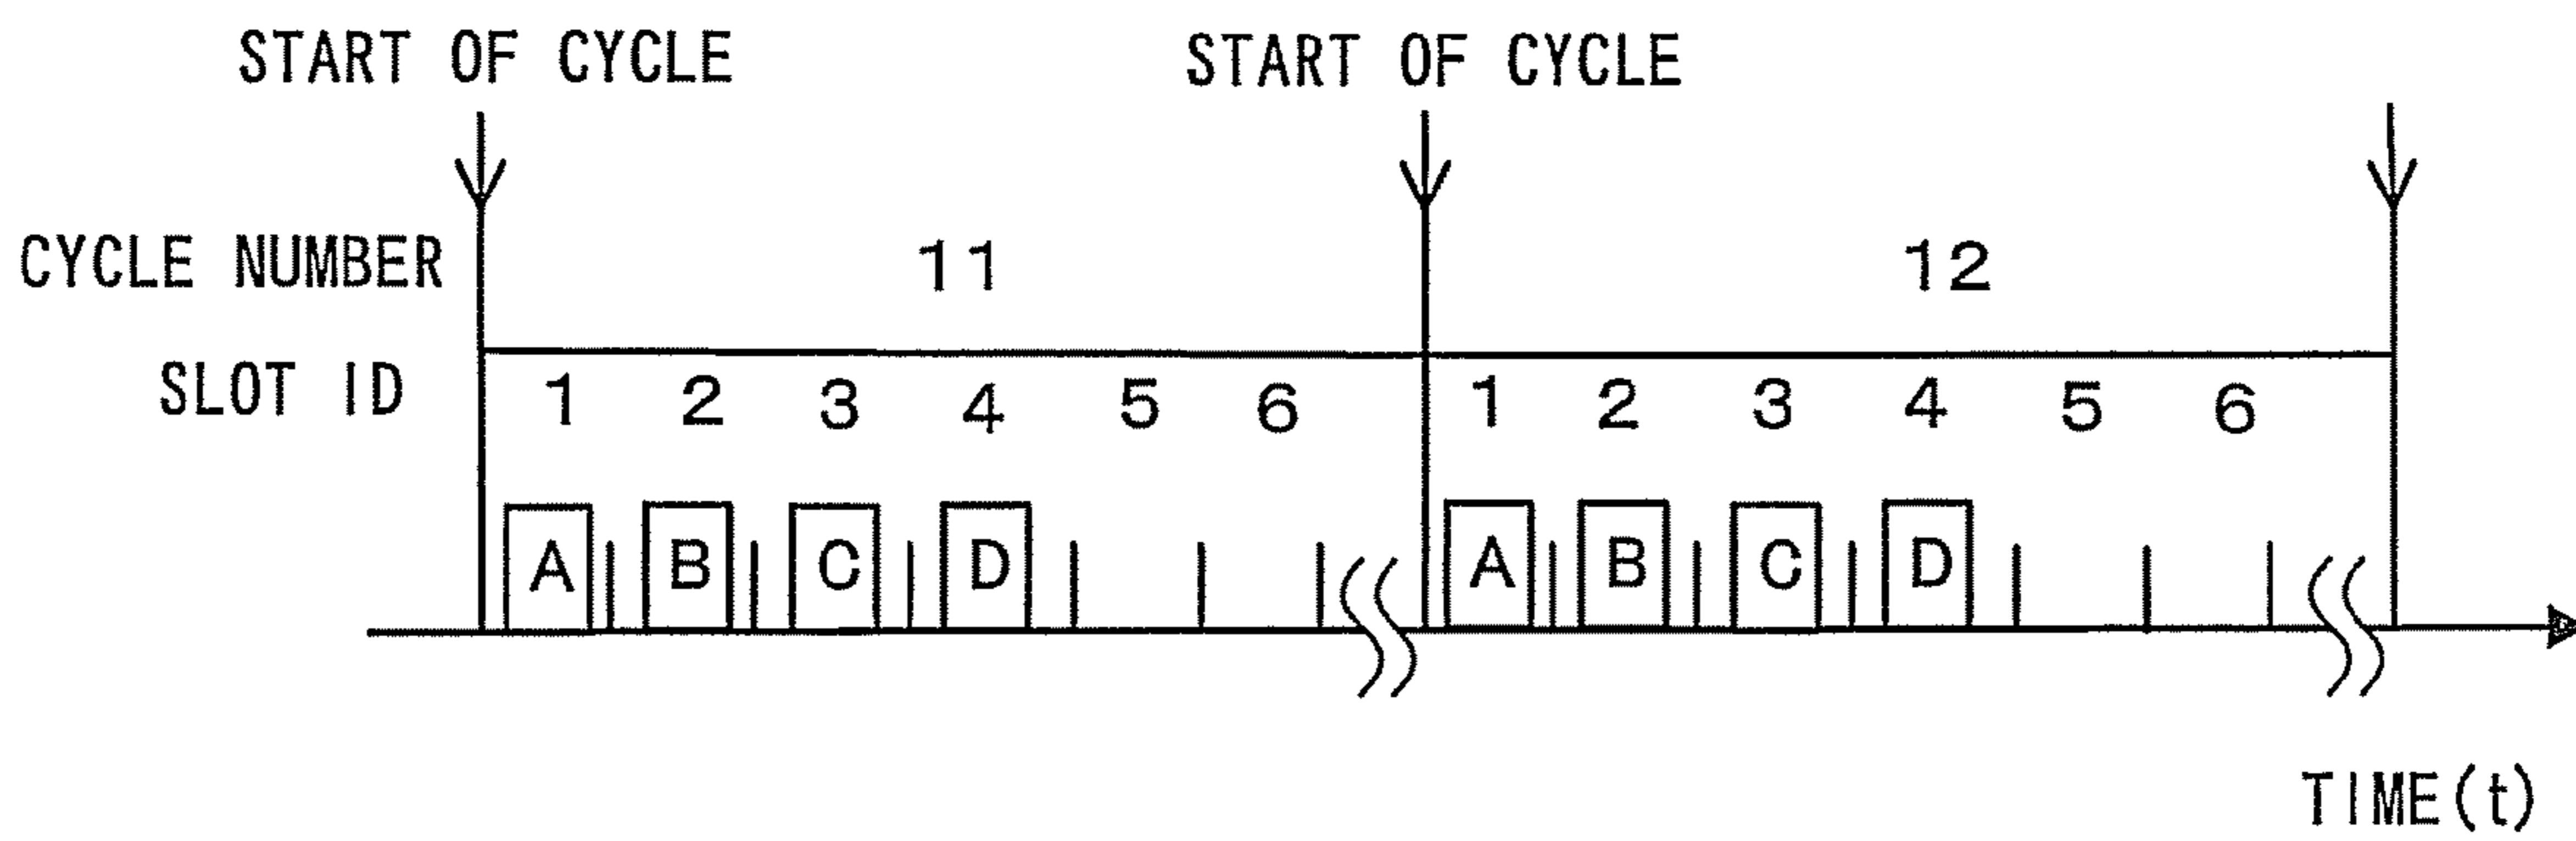 START OF CYCLE START OF CYCLE
CYCLE NUMBER 11 12
SLOT ID 1 2 3 4 5 6 1 2 3 4 5 6
A B C D A B C D
TIME(t)